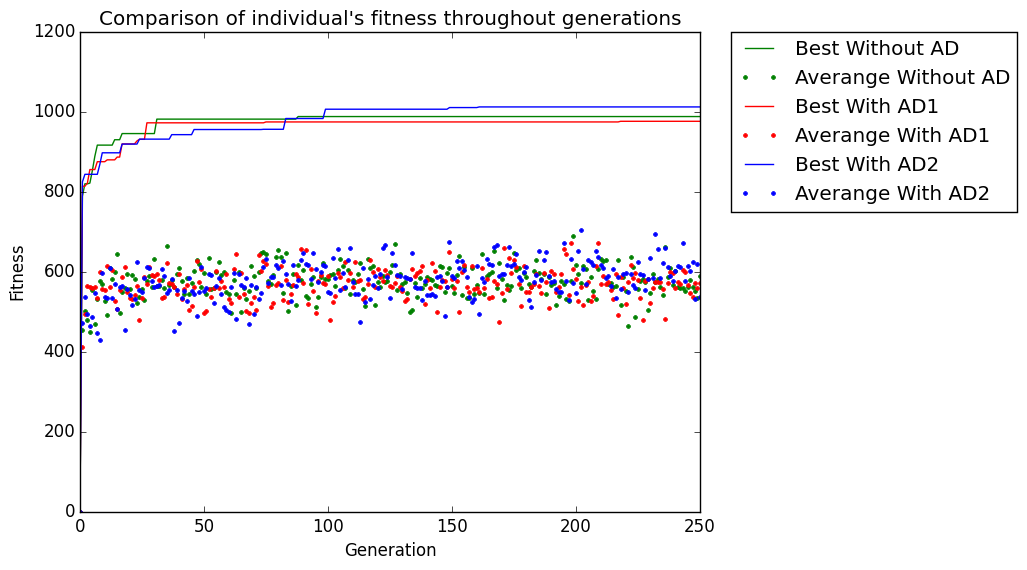 Comparison of individual's fitness throughout generations
1200
1000
800
600
400
200
0
Fitness
0 50 100 150 200 250
Generation
Best Without AD
Averange Without AD
Best With AD1
Averange With AD1
Best With AD2
Averange With AD2